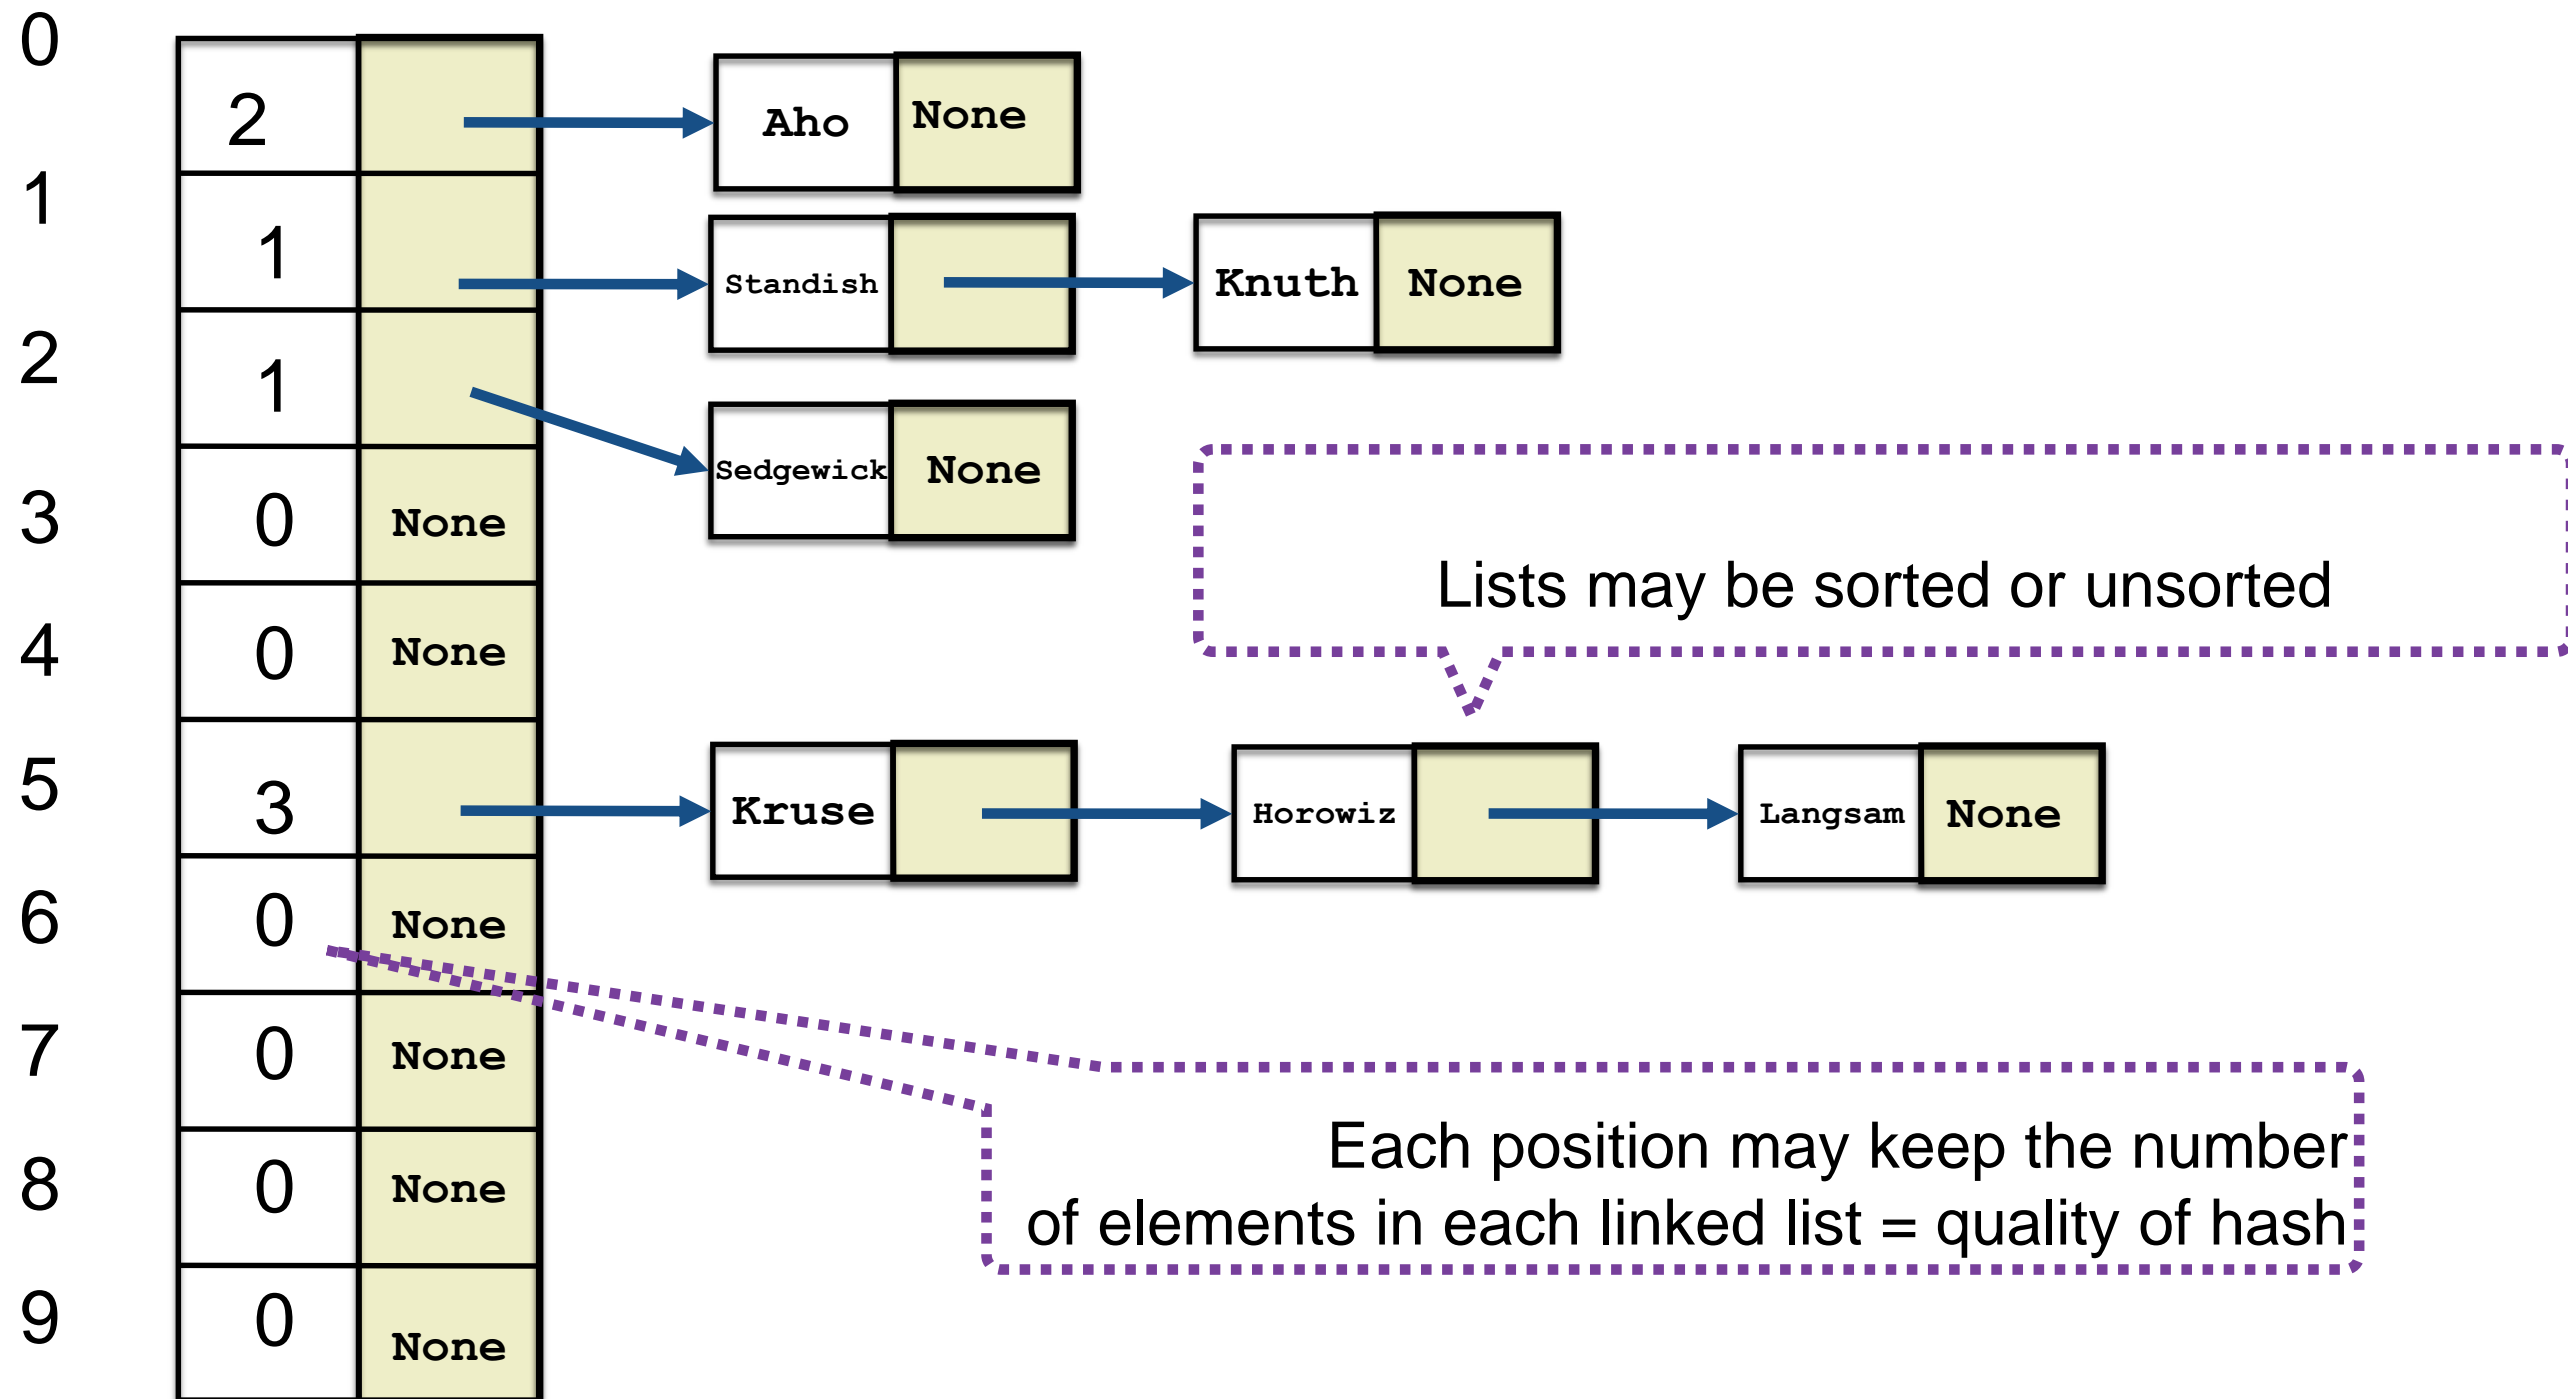 0
2
Aho None
1
1
Standish Knuth None
2
1
Sedgewick None
3
0 None
Lists may be sorted or unsorted
4
0 None
5
3
Kruse Horowiz Langsam None
6
0 None
7
0 None
Each position may keep the number
of elements in each linked list = quality of hash
8
0 None
9
0 None